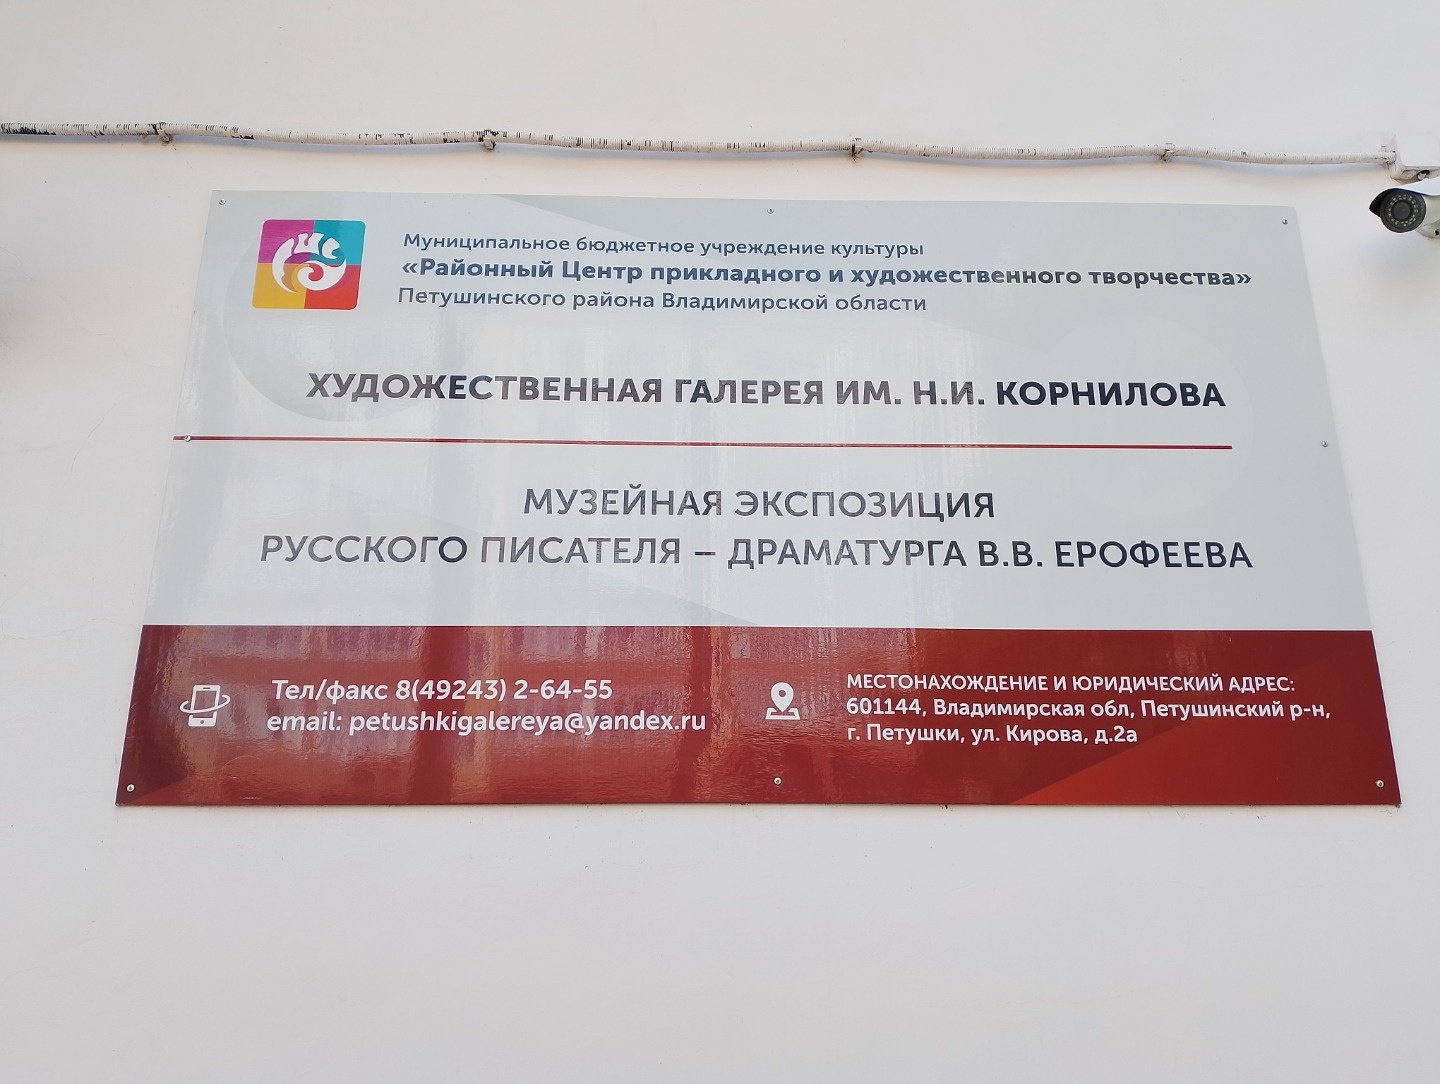 Муниципальное бюджетное учреждение культуры
«Районный Центр прикладного и художественного творчества»
Петушинского района Владимирской области
ХУДОЖЕСТВЕННАЯ ГАЛЕРЕЯ ИМ. Н.И. КОРНИЛОВА
МУЗЕЙНАЯ ЭКСПОЗИЦИЯ
РУССКОГО ПИСАТЕЛЯ – ДРАМАТУРГА В.В. ЕРОФЕЕВА
Тел/факс 8(49243) 2-64-55
email: petushkigalereya@yandex.ru
МЕСТОНАХОЖДЕНИЕ И ЮРИДИЧЕСКИЙ АДРЕС:
601144, Владимирская обл, Петушинский р-н,
г. Петушки, ул. Кирова, д.2а